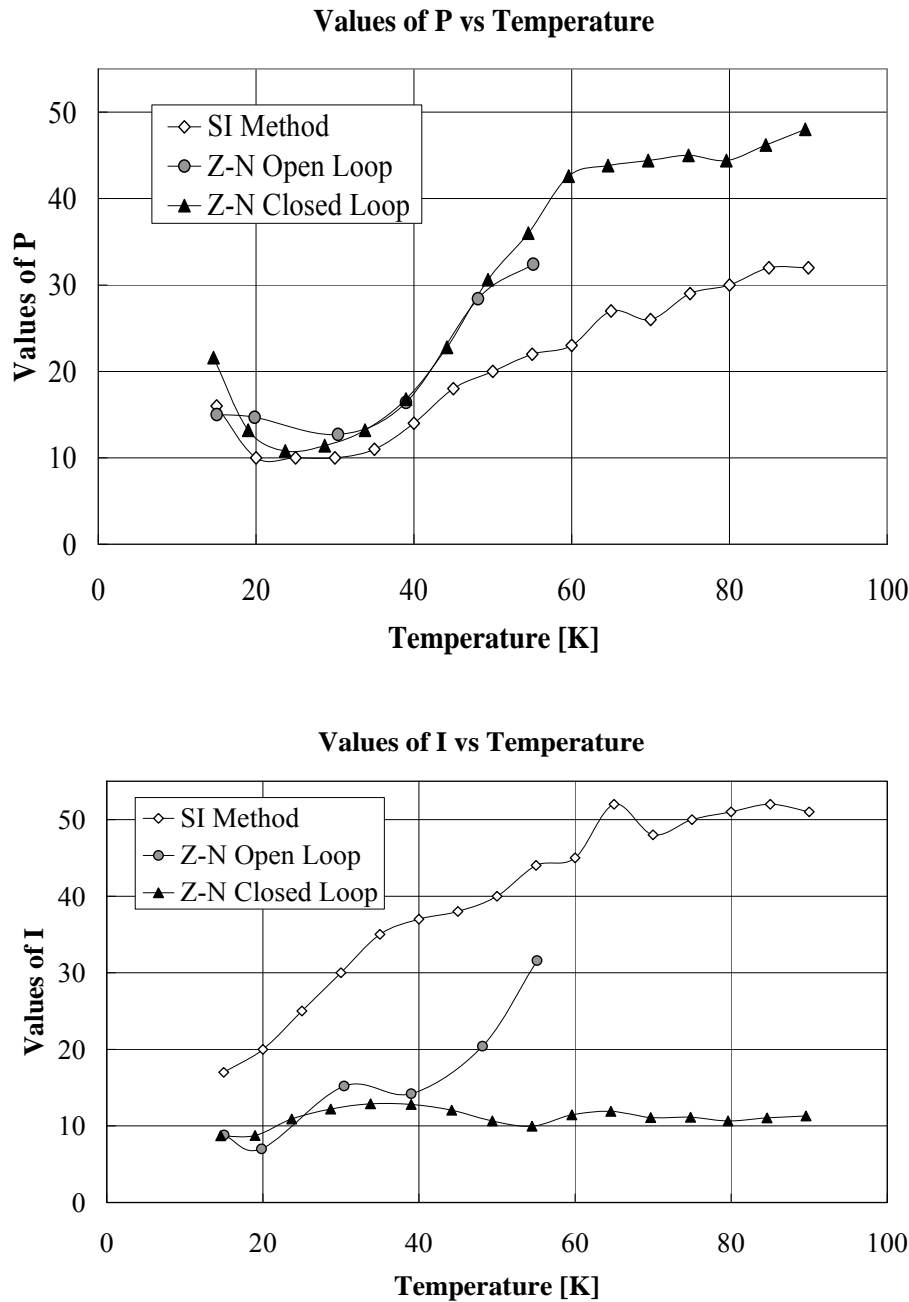 Values of P vs Temperature
50
40
30
20
10
0
Values of P
SI Method
Z-N Open Loop
Z-N Closed Loop
0 20 40 60 80 100
Temperature [K]
Values of I vs Temperature
50
40
30
20
10
0
Values of I
SI Method
Z-N Open Loop
Z-N Closed Loop
0 20 40 60 80 100
Temperature [K]